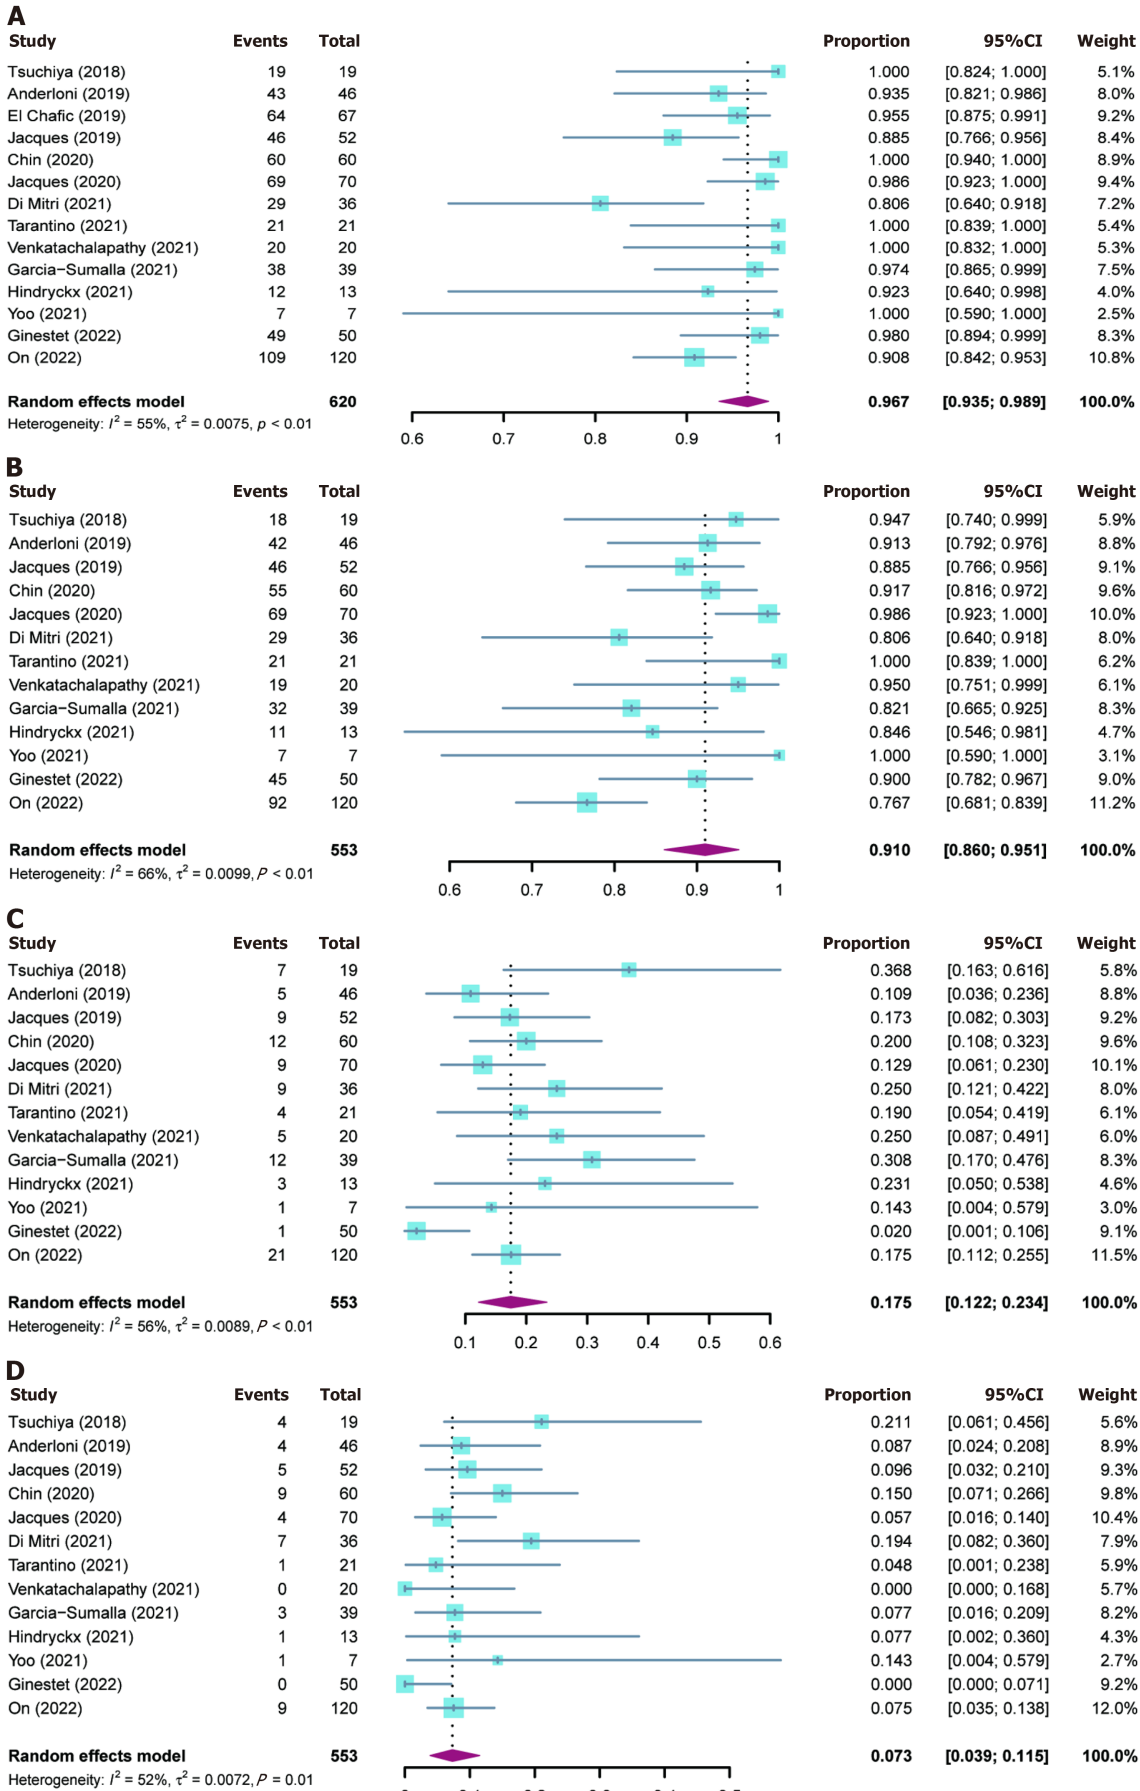 A
Study Events Total Proportion 95%CI Weight
Tsuchiya (2018) 19 19 1.000 [0.824; 1.000] 5.1%
Anderloni (2019) 43 46 0.935 [0.821; 0.986] 8.0%
El Chafic (2019) 64 67 0.955 [0.875; 0.991] 9.2%
Jacques (2019) 46 52 0.885 [0.766; 0.956] 8.4%
Chin (2020) 60 60 1.000 [0.940; 1.000] 8.9%
Jacques (2020) 69 70 0.986 [0.923; 1.000] 9.4%
Di Mitri (2021) 29 36 0.806 [0.640; 0.918] 7.2%
Tarantino (2021) 21 21 1.000 [0.839; 1.000] 5.4%
Venkatachalapathy (2021) 20 20 1.000 [0.832; 1.000] 5.3%
Garcia−Sumalla (2021) 38 39 0.974 [0.865; 0.999] 7.5%
Hindryckx (2021) 12 13 0.923 [0.640; 0.998] 4.0%
Yoo (2021) 7 7 1.000 [0.590; 1.000] 2.5%
Ginestet (2022) 49 50 0.980 [0.894; 0.999] 8.3%
On (2022) 109 120 0.908 [0.842; 0.953] 10.8%
Random effects model 620 0.967 [0.935; 0.989] 100.0%
Heterogeneity: I² = 55%, τ² = 0.0075, p < 0.01
0.6 0.7 0.8 0.9 1
B
Study Events Total Proportion 95%CI Weight
Tsuchiya (2018) 18 19 0.947 [0.740; 0.999] 5.9%
Anderloni (2019) 42 46 0.913 [0.792; 0.976] 8.8%
Jacques (2019) 46 52 0.885 [0.766; 0.956] 9.1%
Chin (2020) 55 60 0.917 [0.816; 0.972] 9.6%
Jacques (2020) 69 70 0.986 [0.923; 1.000] 10.0%
Di Mitri (2021) 29 36 0.806 [0.640; 0.918] 8.0%
Tarantino (2021) 21 21 1.000 [0.839; 1.000] 6.2%
Venkatachalapathy (2021) 19 20 0.950 [0.751; 0.999] 6.1%
Garcia−Sumalla (2021) 32 39 0.821 [0.665; 0.925] 8.3%
Hindryckx (2021) 11 13 0.846 [0.546; 0.981] 4.7%
Yoo (2021) 7 7 1.000 [0.590; 1.000] 3.1%
Ginestet (2022) 45 50 0.900 [0.782; 0.967] 9.0%
On (2022) 92 120 0.767 [0.681; 0.839] 11.2%
Random effects model 553 0.910 [0.860; 0.951] 100.0%
Heterogeneity: I² = 66%, τ² = 0.0099, P < 0.01
0.6 0.7 0.8 0.9 1
C
Study Events Total Proportion 95%CI Weight
Tsuchiya (2018) 7 19 0.368 [0.163; 0.616] 5.8%
Anderloni (2019) 5 46 0.109 [0.036; 0.236] 8.8%
Jacques (2019) 9 52 0.173 [0.082; 0.303] 9.2%
Chin (2020) 12 60 0.200 [0.108; 0.323] 9.6%
Jacques (2020) 9 70 0.129 [0.061; 0.230] 10.1%
Di Mitri (2021) 9 36 0.250 [0.121; 0.422] 8.0%
Tarantino (2021) 4 21 0.190 [0.054; 0.419] 6.1%
Venkatachalapathy (2021) 5 20 0.250 [0.087; 0.491] 6.0%
Garcia−Sumalla (2021) 12 39 0.308 [0.170; 0.476] 8.3%
Hindryckx (2021) 3 13 0.231 [0.050; 0.538] 4.6%
Yoo (2021) 1 7 0.143 [0.004; 0.579] 3.0%
Ginestet (2022) 1 50 0.020 [0.001; 0.106] 9.1%
On (2022) 21 120 0.175 [0.112; 0.255] 11.5%
Random effects model 553 0.175 [0.122; 0.234] 100.0%
Heterogeneity: I² = 56%, τ² = 0.0089, P < 0.01
0.1 0.2 0.3 0.4 0.5 0.6
D
Study Events Total Proportion 95%CI Weight
Tsuchiya (2018) 4 19 0.211 [0.061; 0.456] 5.6%
Anderloni (2019) 4 46 0.087 [0.024; 0.208] 8.9%
Jacques (2019) 5 52 0.096 [0.032; 0.210] 9.3%
Chin (2020) 9 60 0.150 [0.071; 0.266] 9.8%
Jacques (2020) 4 70 0.057 [0.016; 0.140] 10.4%
Di Mitri (2021) 7 36 0.194 [0.082; 0.360] 7.9%
Tarantino (2021) 1 21 0.048 [0.001; 0.238] 5.9%
Venkatachalapathy (2021) 0 20 0.000 [0.000; 0.168] 5.7%
Garcia−Sumalla (2021) 3 39 0.077 [0.016; 0.209] 8.2%
Hindryckx (2021) 1 13 0.077 [0.002; 0.360] 4.3%
Yoo (2021) 1 7 0.143 [0.004; 0.579] 2.7%
Ginestet (2022) 0 50 0.000 [0.000; 0.071] 9.2%
On (2022) 9 120 0.075 [0.035; 0.138] 12.0%
Random effects model 553 0.073 [0.039; 0.115] 100.0%
Heterogeneity: I² = 52%, τ² = 0.0072, P = 0.01